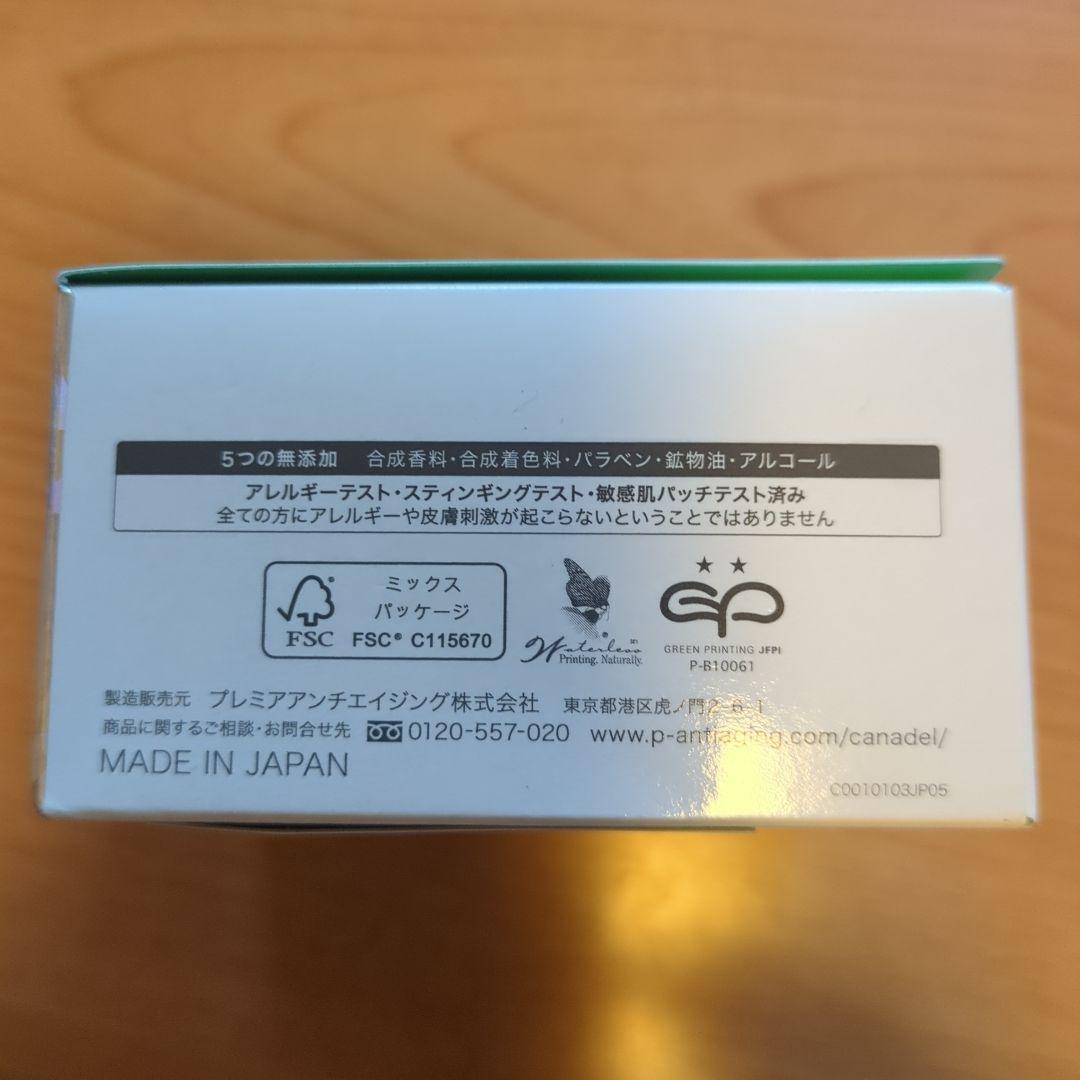 5つの無添加 合成香料・合成着色料・パラベン・鉱物油・アルコール
アレルギーテスト・スティンギングテスト・敏感肌パッチテスト済み
全ての方にアレルギーや皮膚刺激が起こらないということではありません
FSC
ミックス
パッケージ
FSC® C115670
Waterless
Printing. Naturally.
GREEN PRINTING JFPI
P-B10061
製造販売元 プレミアアンチエイジング株式会社 東京都港区虎ノ門2-6-1
商品に関するご相談・お問合せ先 0120-557-020 www.p-antiaging.com/canadel/
MADE IN JAPAN
C0010103JP05